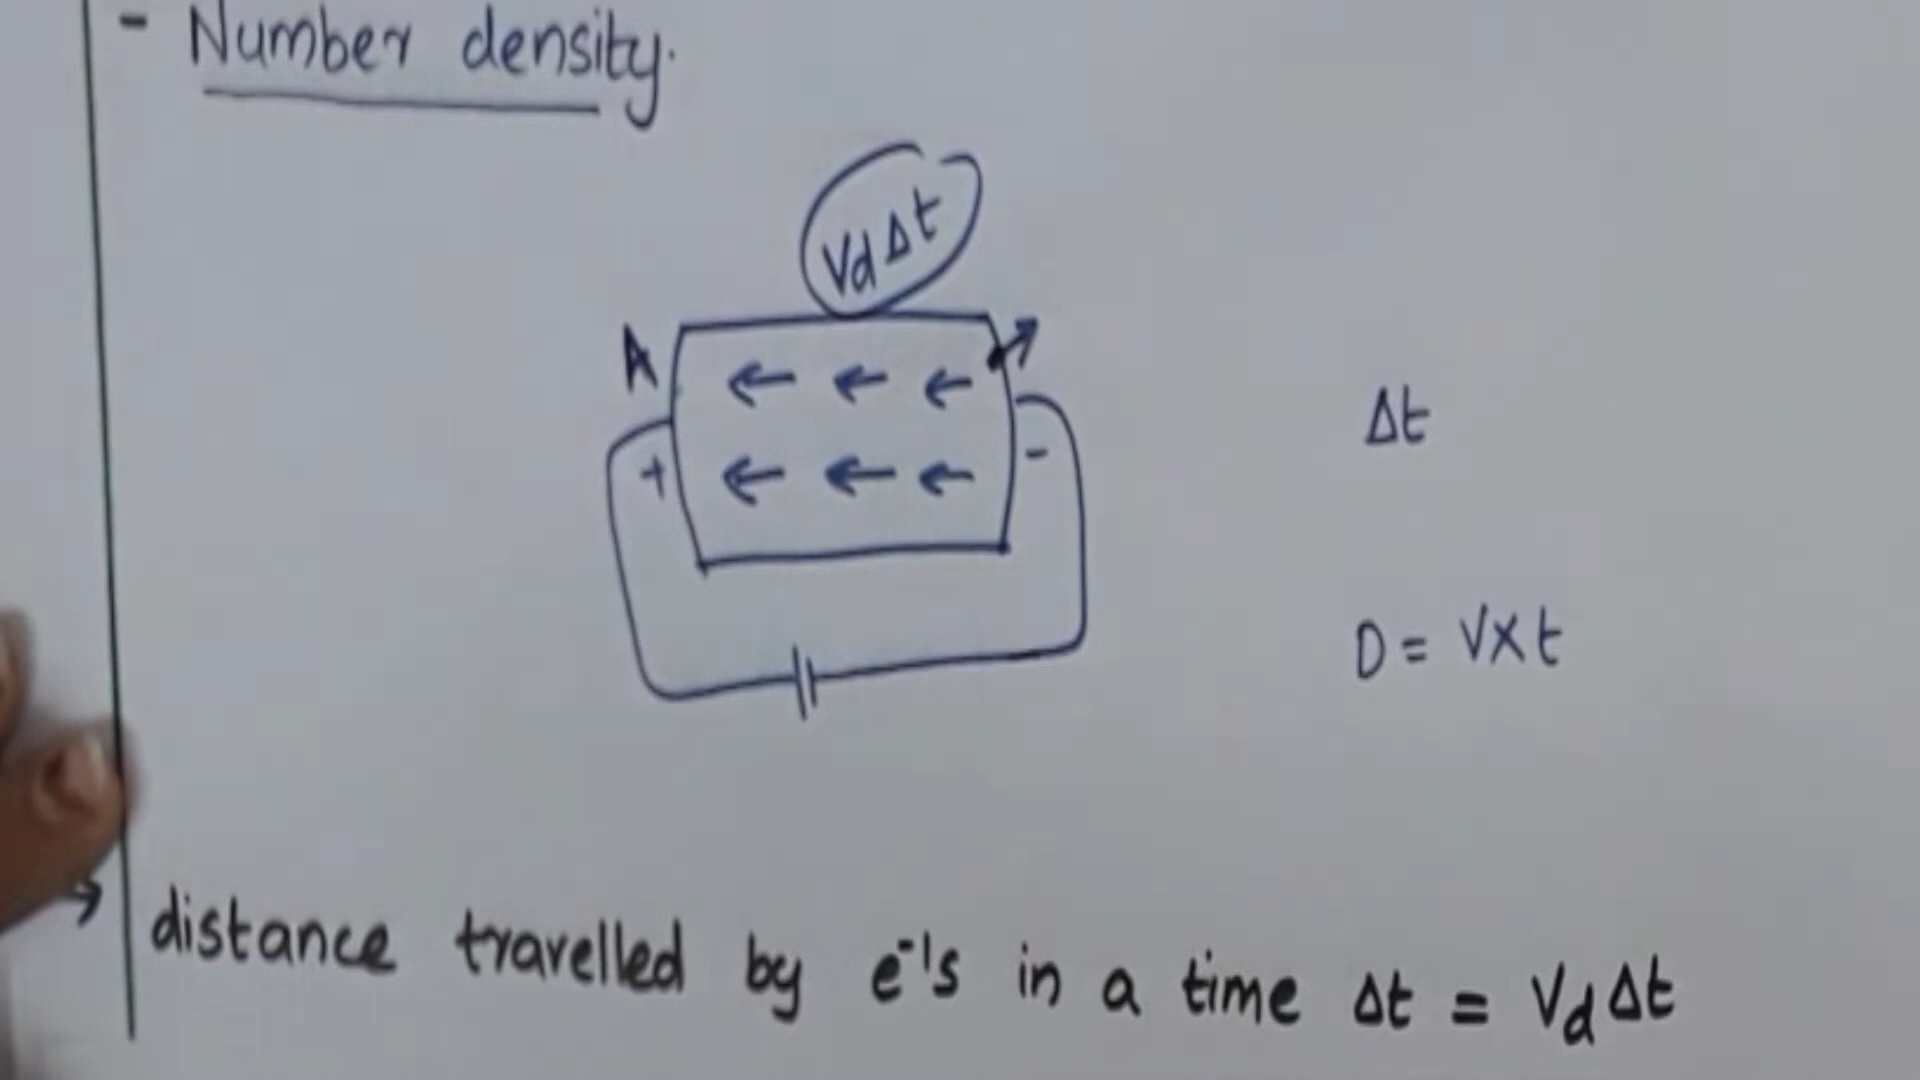 - Number density.
Vd Δt
A
+ -
Δt
D = V x t
→ distance travelled by e⁻'s in a time Δt = Vd Δt